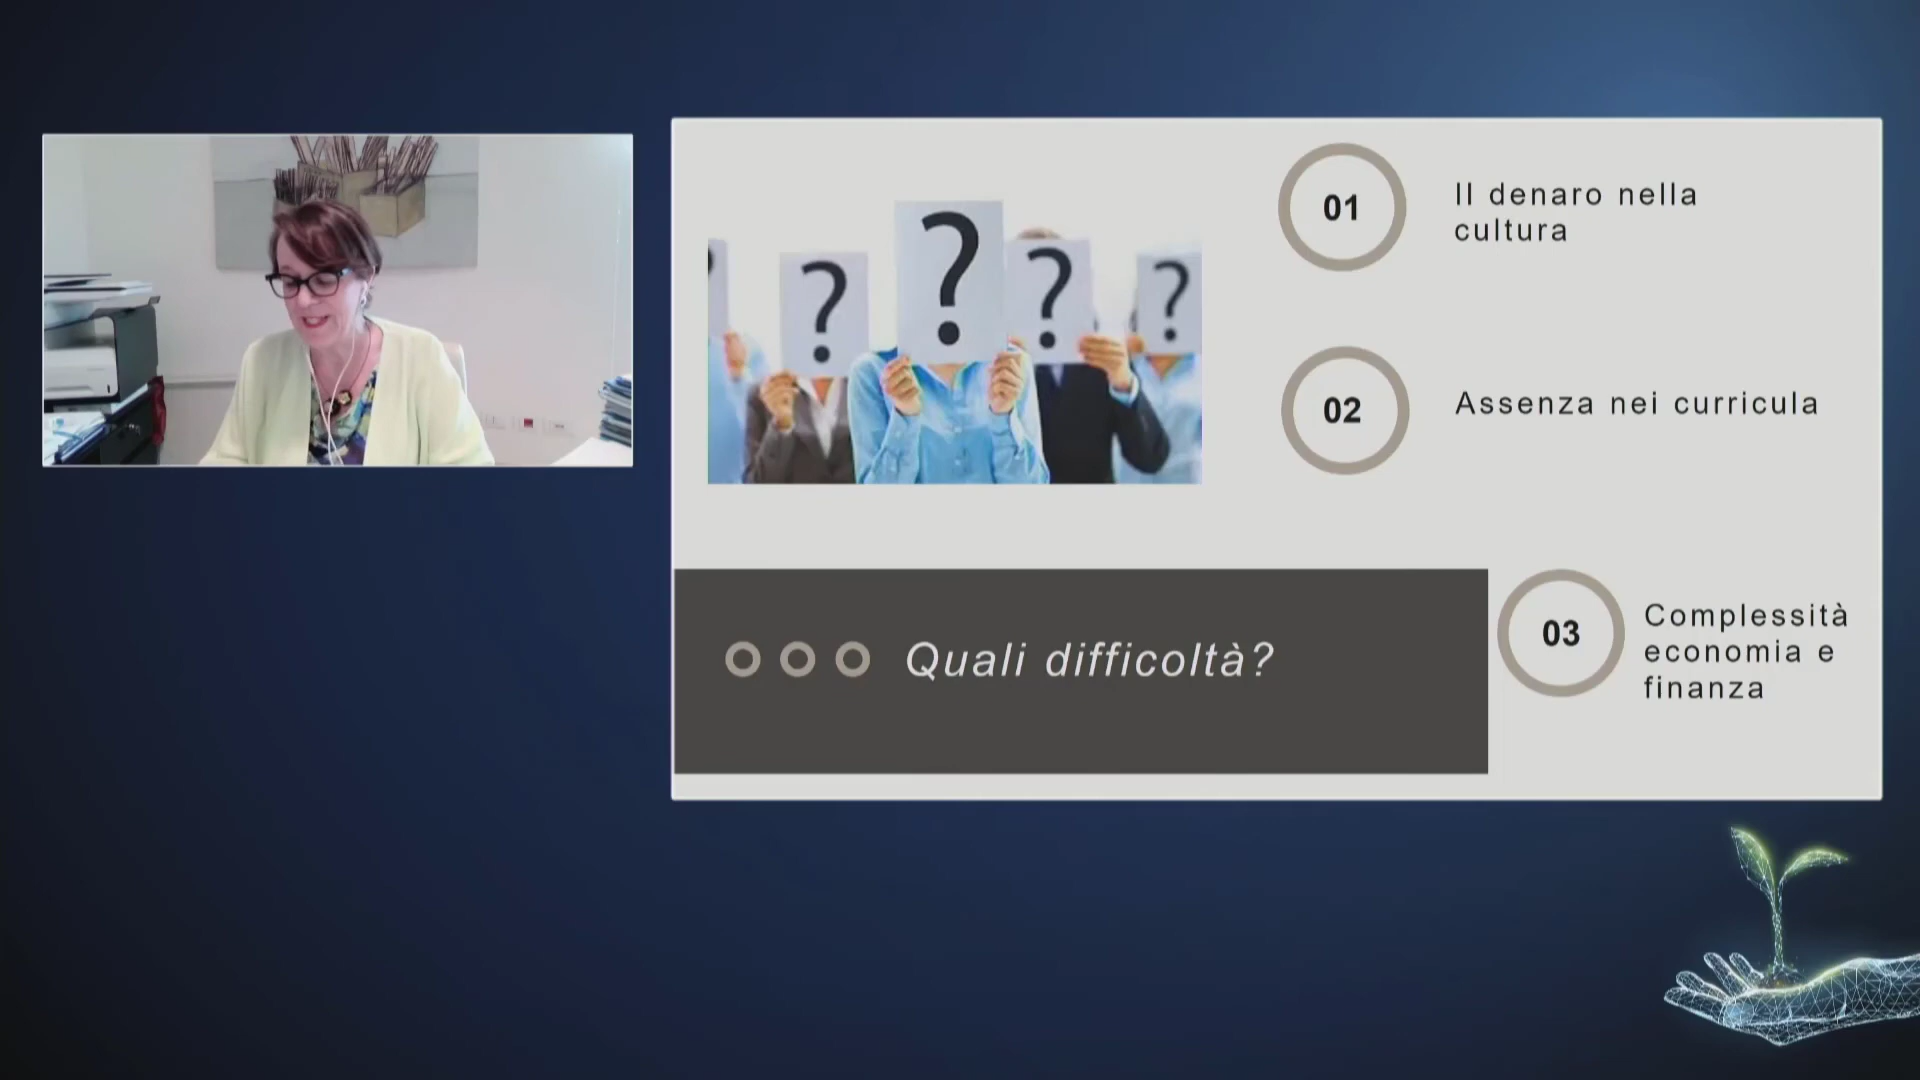 ?
?
?
?
01
Il denaro nella
cultura
02
Assenza nei curricula
Quali difficoltà?
03
Complessità
economia e
finanza